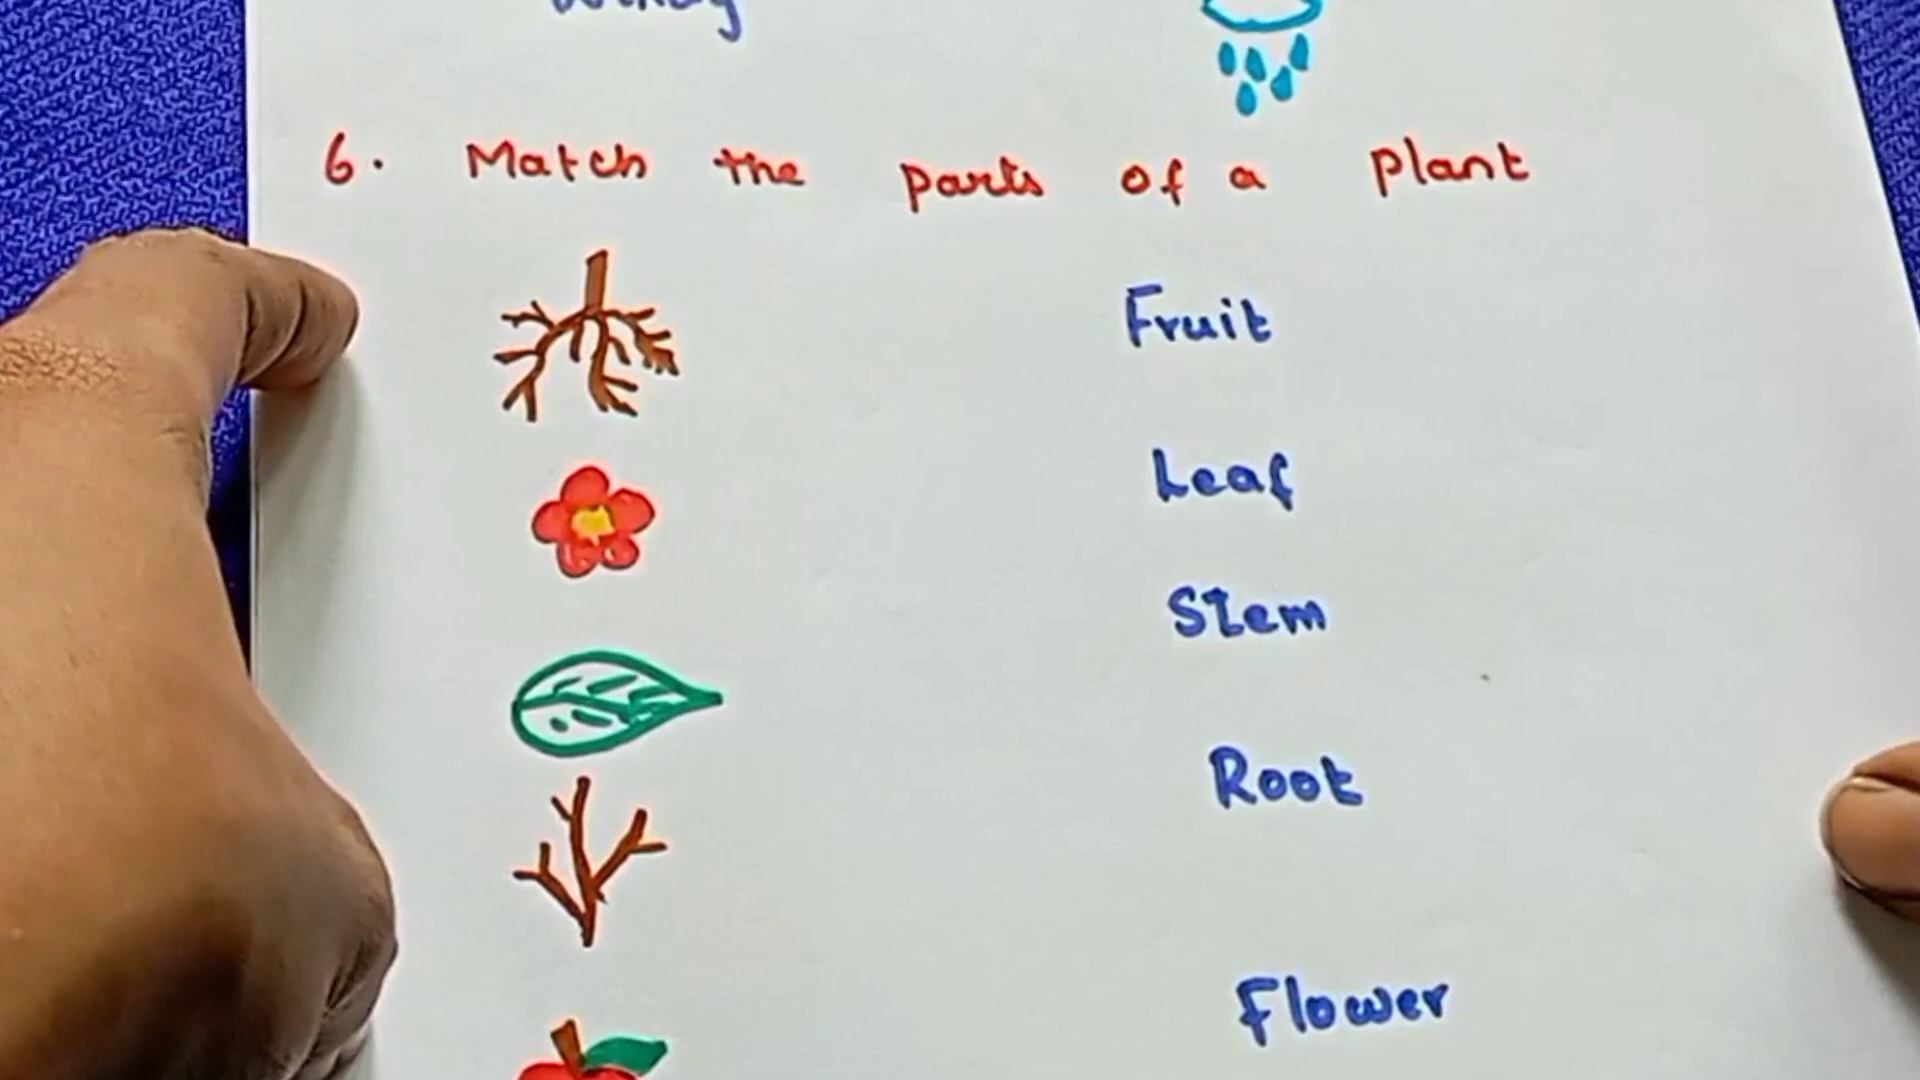 6. Match the parts of a plant
Fruit
Leaf
Stem
Root
Flower